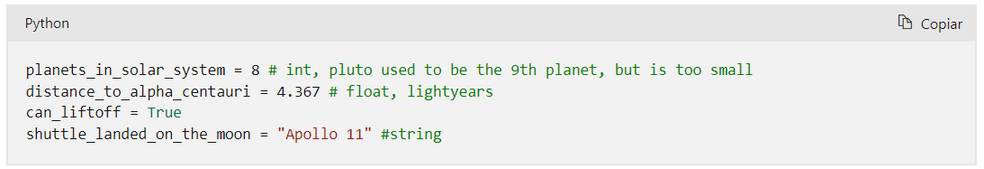 Python
Copiar
planets_in_solar_system = 8 # int, pluto used to be the 9th planet, but is too small
distance_to_alpha_centauri = 4.367 # float, lightyears
can_liftoff = True
shuttle_landed_on_the_moon = "Apollo 11" #string